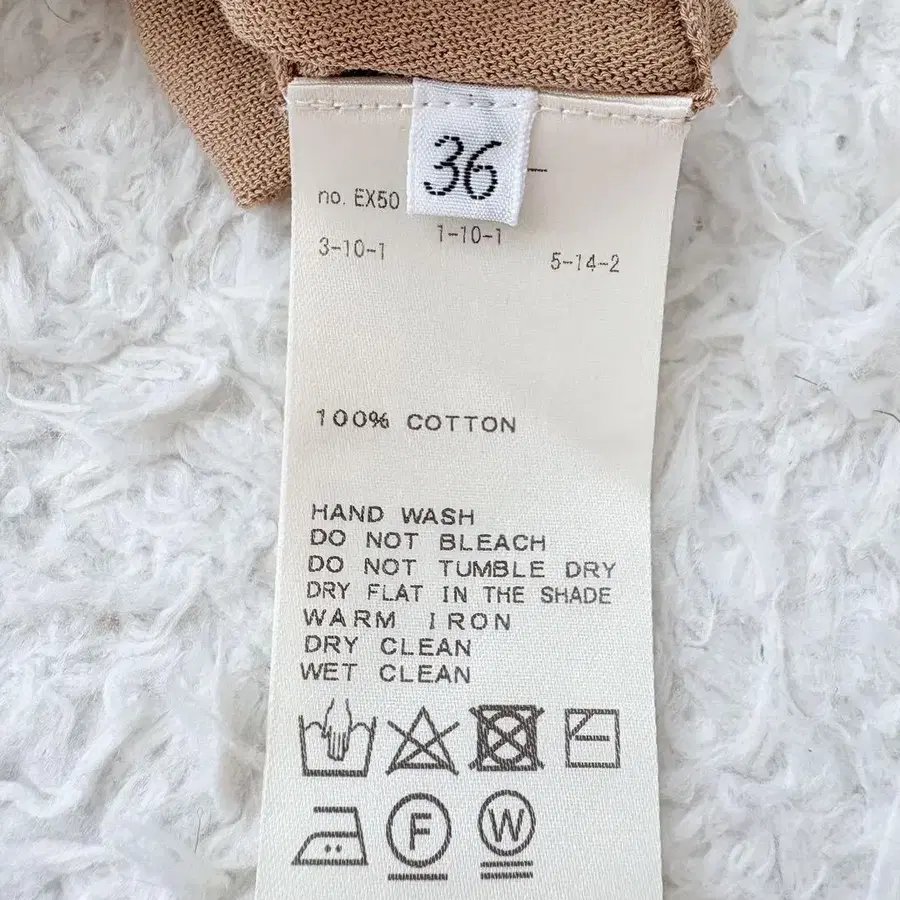 36
no. EX50
1-10-1
3-10-1
5-14-2
100% COTTON
HAND WASH
DO NOT BLEACH
DO NOT TUMBLE DRY
DRY FLAT IN THE SHADE
WARM IRON
DRY CLEAN
WET CLEAN
F W